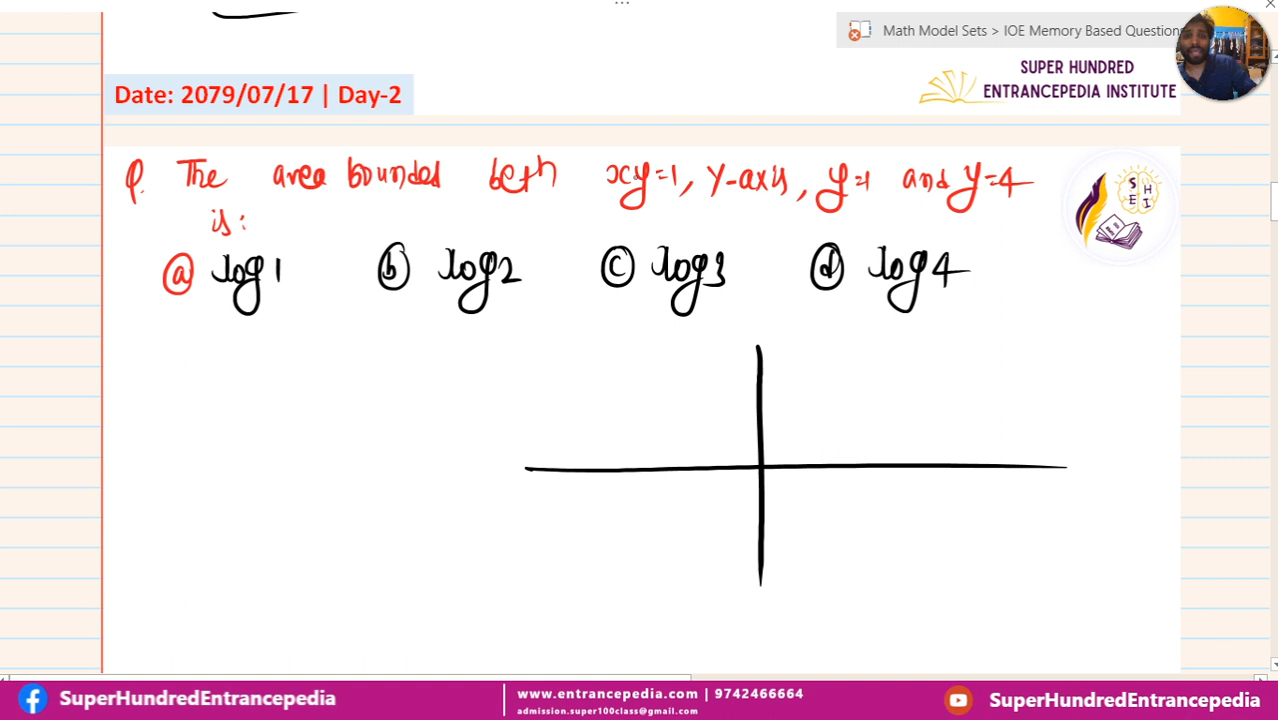 Math Model Sets > IOE Memory Based Question
SUPER HUNDRED
ENTRANCEPEDIA INSTITUTE
Date: 2079/07/17 | Day-2
Q. The area bounded betn xy=1, Y-axis, y=1 and y=4
is:
S H
E I
ⓐ log1 ⓑ log2 ⓒ log3 ⓓ log4
SuperHundredEntrancepedia
www.entrancepedia.com | 9742466664
admission.super100class@gmail.com
SuperHundredEntrancepedia